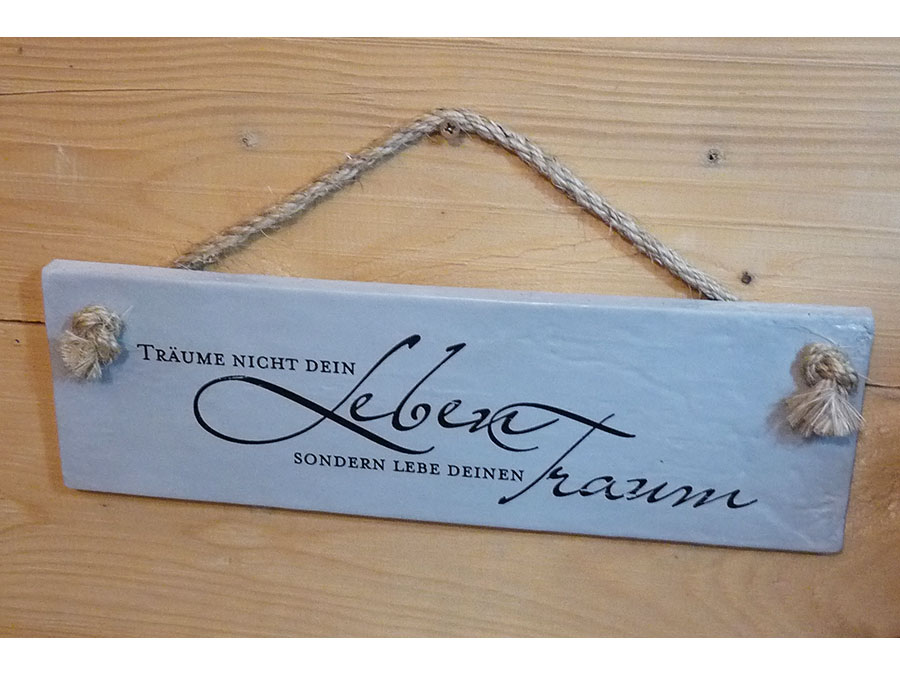 Träume nicht dein Leben
sondern lebe deinen Traum